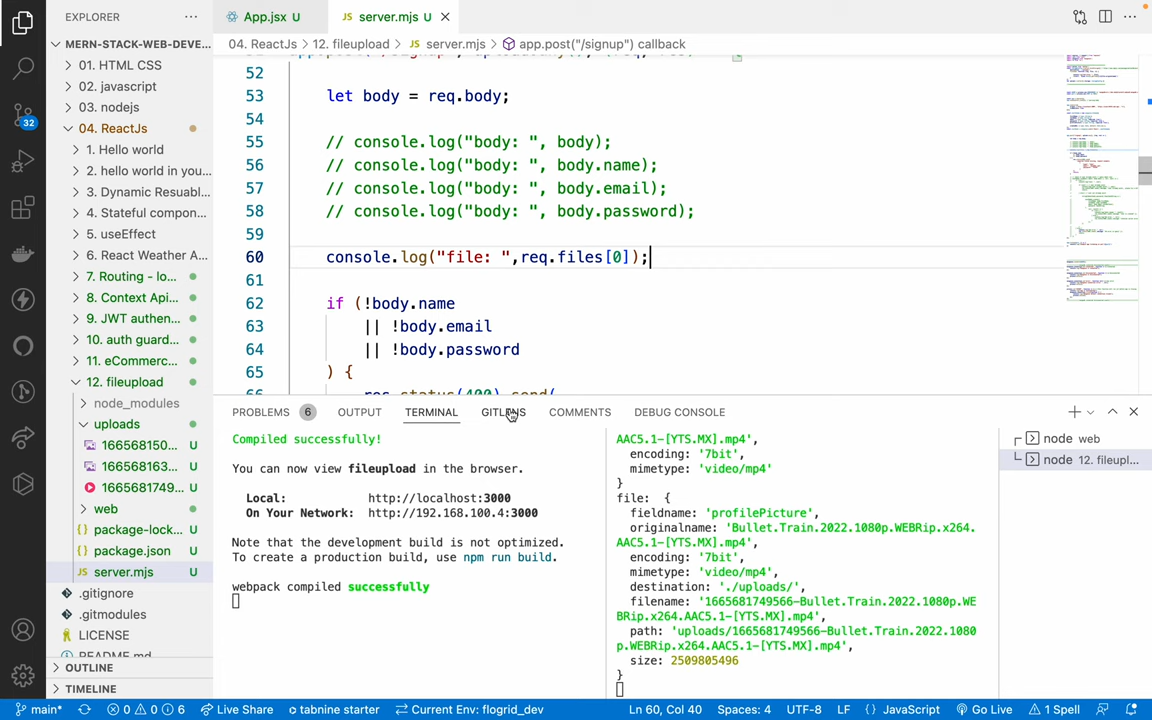 EXPLORER
App.jsx U
server.mjs U
MERN-STACK-WEB-DEVE...
04. ReactJs > 12. fileupload > server.mjs > app.post("/signup") callback
01. HTML CSS
02. javascript
03. nodejs
04. ReactJs
1. Hello world
2. hello world in you...
3. Dynamic Resuabl...
4. Stateful compon...
5. useEffect
6. React Weather A...
7. Routing - lo...
8. Context Api...
9. JWT authen...
10. auth guard...
11. eCommerc...
12. fileupload
node_modules
uploads
166568150... U
166568163... U
1665681749... U
web
package-lock... U
package.json U
JS server.mjs U
.gitignore
.gitmodules
LICENSE
README.md
OUTLINE
TIMELINE
32
52
53 let body = req.body;
54
55 // console.log("body: ", body);
56 // console.log("body: ", body.name);
57 // console.log("body: ", body.email);
58 // console.log("body: ", body.password);
59
60 console.log("file: ",req.files[0]);
61
62 if (!body.name
63 || !body.email
64 || !body.password
65 ) {
66 res.status(400).send(
PROBLEMS 6 OUTPUT TERMINAL GITLENS COMMENTS DEBUG CONSOLE
Compiled successfully!
You can now view fileupload in the browser.
Local: http://localhost:3000
On Your Network: http://192.168.100.4:3000
Note that the development build is not optimized.
To create a production build, use npm run build.
webpack compiled successfully
AAC5.1-[YTS.MX].mp4',
encoding: '7bit',
mimetype: 'video/mp4'
}
file: {
fieldname: 'profilePicture',
originalname: 'Bullet.Train.2022.1080p.WEBRip.x264.
AAC5.1-[YTS.MX].mp4',
encoding: '7bit',
mimetype: 'video/mp4',
destination: './uploads/',
filename: '1665681749566-Bullet.Train.2022.1080p.WE
BRip.x264.AAC5.1-[YTS.MX].mp4',
path: 'uploads/1665681749566-Bullet.Train.2022.1080
p.WEBRip.x264.AAC5.1-[YTS.MX].mp4',
size: 2509805496
}
node web
node 12. fileupl...
main* 0 0 6 Live Share tabnine starter Current Env: flogrid_dev Ln 60, Col 40 Spaces: 4 UTF-8 LF {} JavaScript Go Live 1 Spell